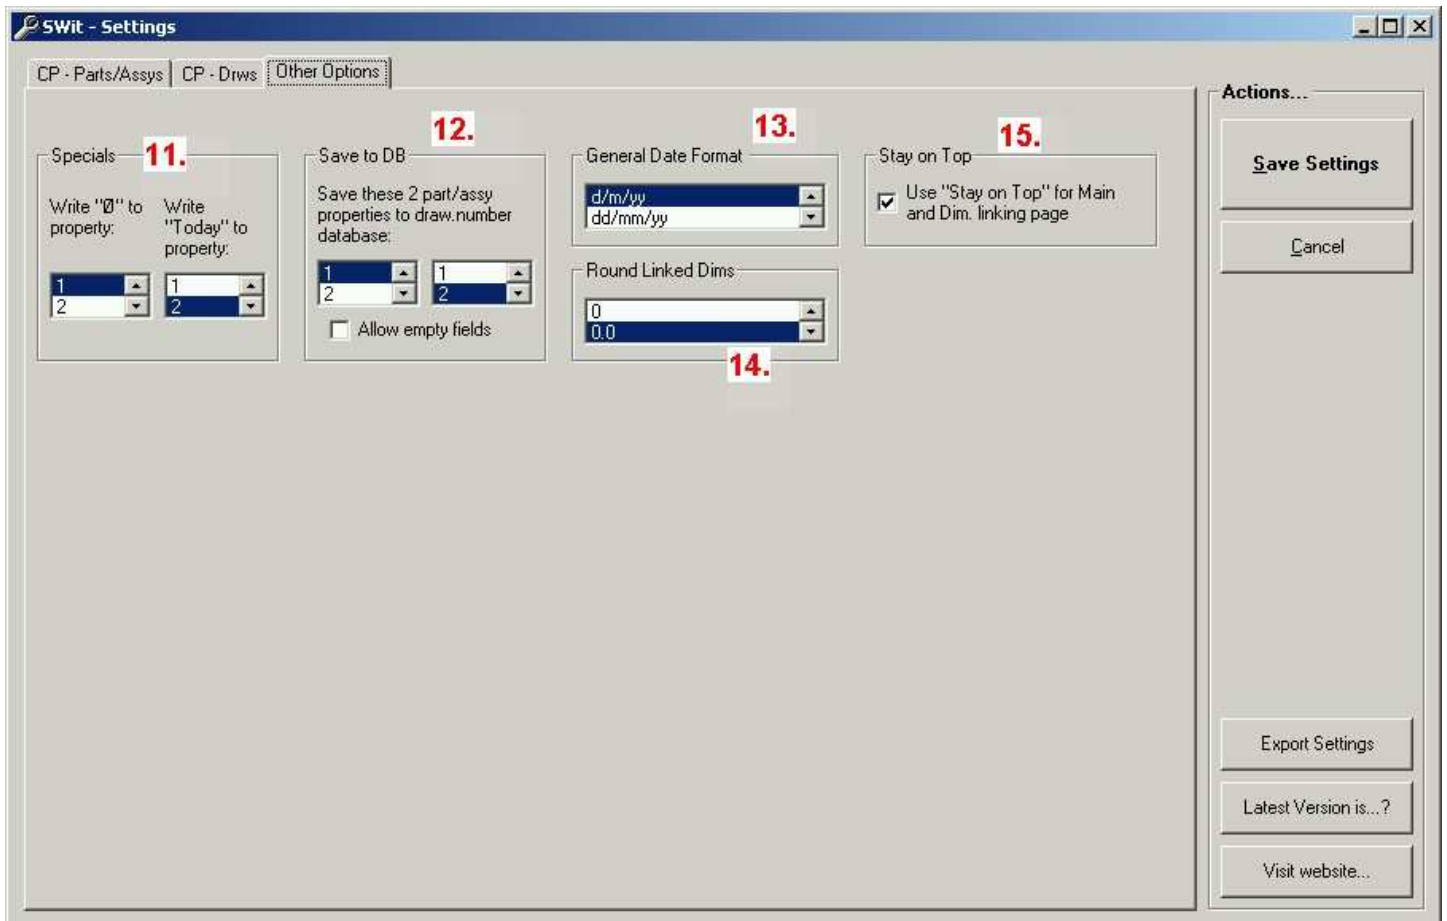 SWit - Settings
CP - Parts/Assys
CP - Drws
Other Options
11.
Specials
Write "Ø" to
property:
Write
"Today" to
property:
1
2
1
2
12.
Save to DB
Save these 2 part/assy
properties to draw.number
database:
1
2
1
2
Allow empty fields
13.
General Date Format
d/m/yy
dd/mm/yy
Round Linked Dims
0
0.0
14.
15.
Stay on Top
Use "Stay on Top" for Main
and Dim. linking page
Actions...
Save Settings
Cancel
Export Settings
Latest Version is...?
Visit website...